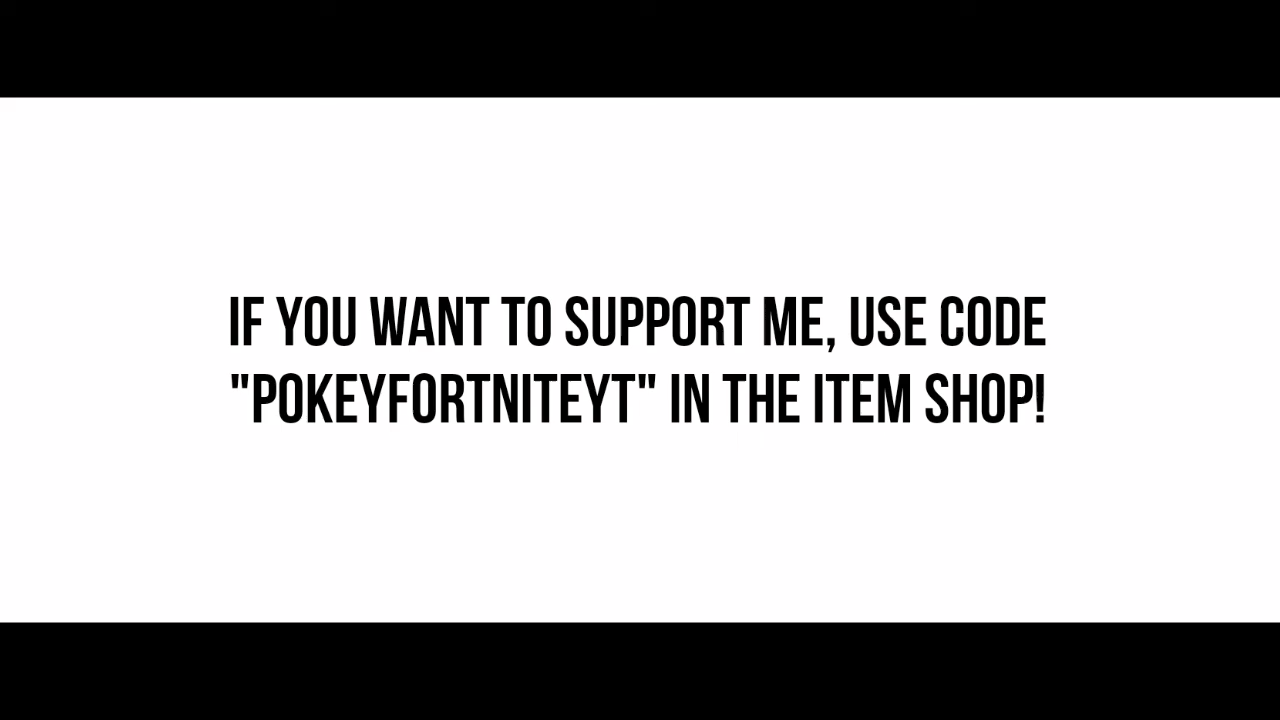 IF YOU WANT TO SUPPORT ME, USE CODE
"POKEYFORTNITEYT" IN THE ITEM SHOP!